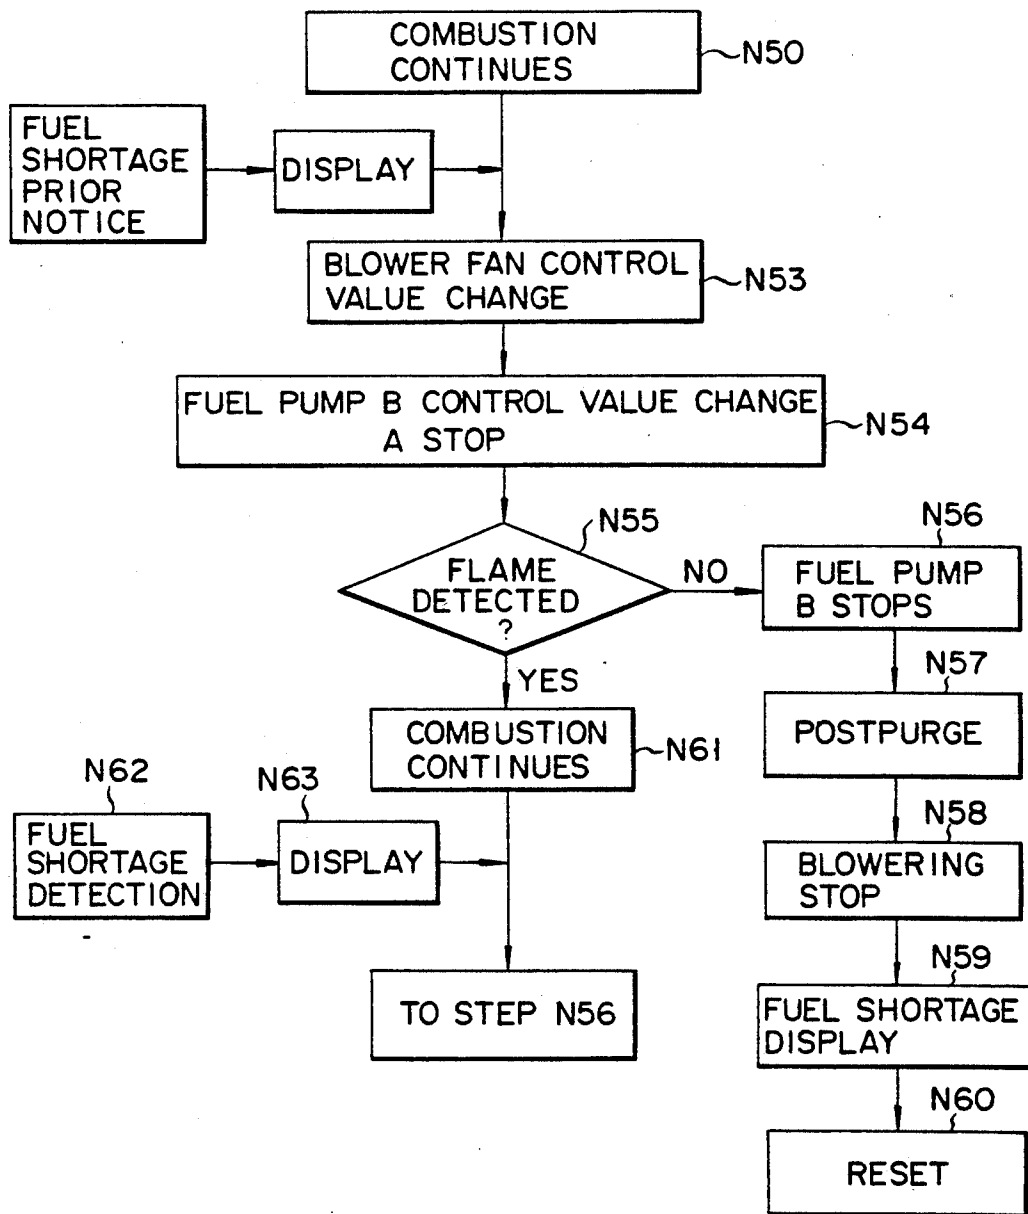 COMBUSTION
CONTINUES
N50
FUEL
SHORTAGE
PRIOR
NOTICE
DISPLAY
BLOWER FAN CONTROL
VALUE CHANGE
N53
FUEL PUMP B CONTROL VALUE CHANGE
A STOP
N54
N55
FLAME
DETECTED
?
NO
YES
N56
FUEL PUMP
B STOPS
N57
POSTPURGE
COMBUSTION
CONTINUES
N61
N62
FUEL
SHORTAGE
DETECTION
N63
DISPLAY
N58
BLOWERING
STOP
TO STEP N56
N59
FUEL SHORTAGE
DISPLAY
N60
RESET